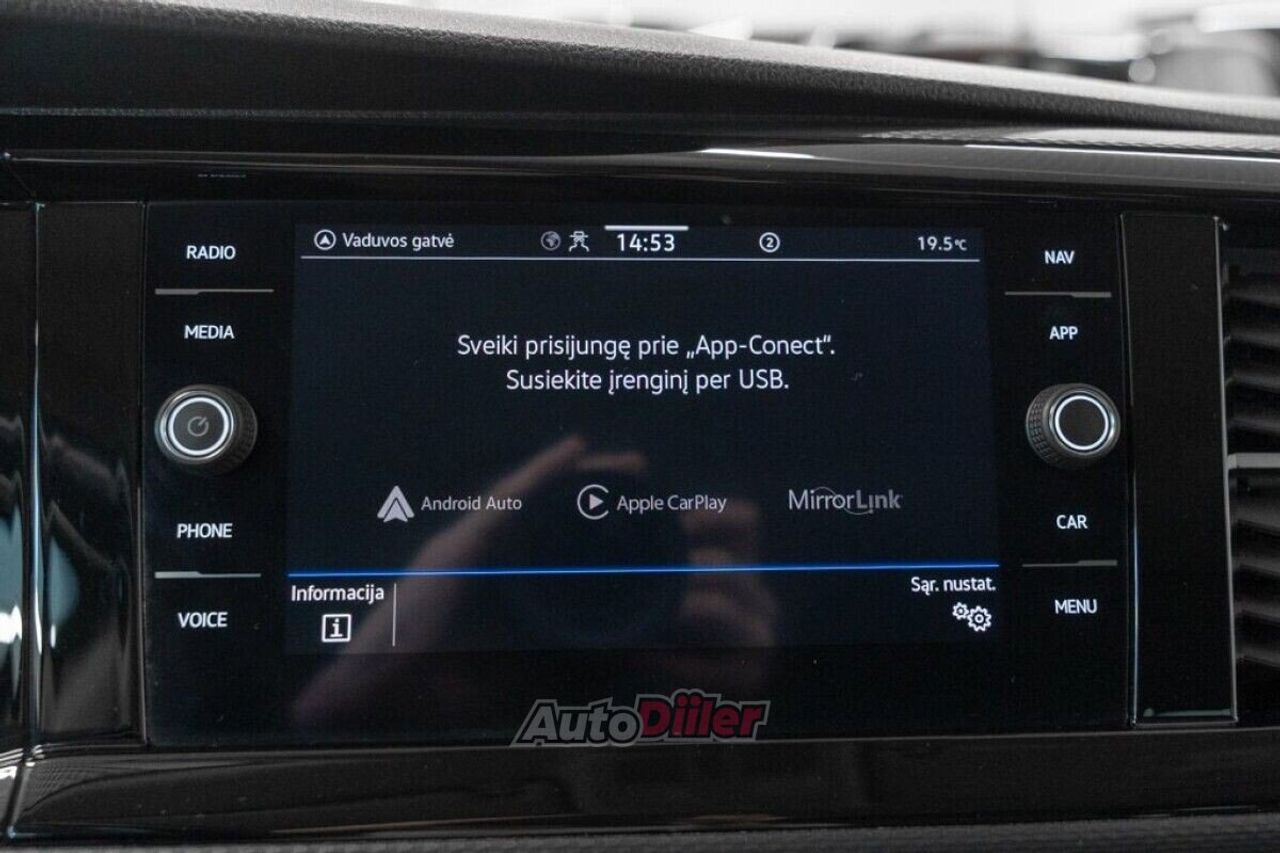 Vaduvos gatvė
14:53
2
19.5°C
RADIO
MEDIA
PHONE
VOICE
Sveiki prisijungę prie „App-Conect“.
Susiekite įrenginį per USB.
Android Auto
Apple CarPlay
MirrorLink
Informacija
i
Sąr. nustat.
NAV
APP
CAR
MENU
AutoDiiler